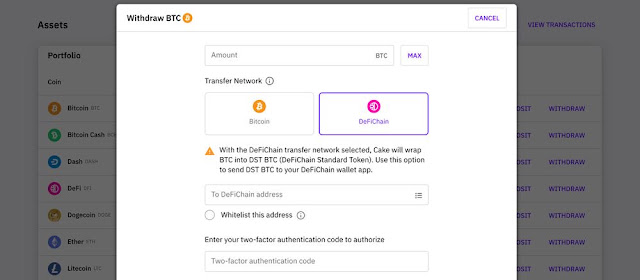 Withdraw BTC
CANCEL
Assets
VIEW TRANSACTIONS
Portfolio
Coin
Amount
BTC
MAX
Transfer Network
Bitcoin
DeFiChain
With the DeFiChain transfer network selected, Cake will wrap
BTC into DST BTC (DeFiChain Standard Token). Use this option
to send DST BTC to your DeFiChain wallet app.
To DeFiChain address
Whitelist this address
Enter your two-factor authentication code to authorize
Two-factor authentication code
Bitcoin BTC
WITHDRAW
Bitcoin Cash
WITHDRAW
Dash DASH
WITHDRAW
DeFi DFI
WITHDRAW
Dogecoin DOGE
WITHDRAW
Ether ETH
WITHDRAW
Litecoin LTC
WITHDRAW